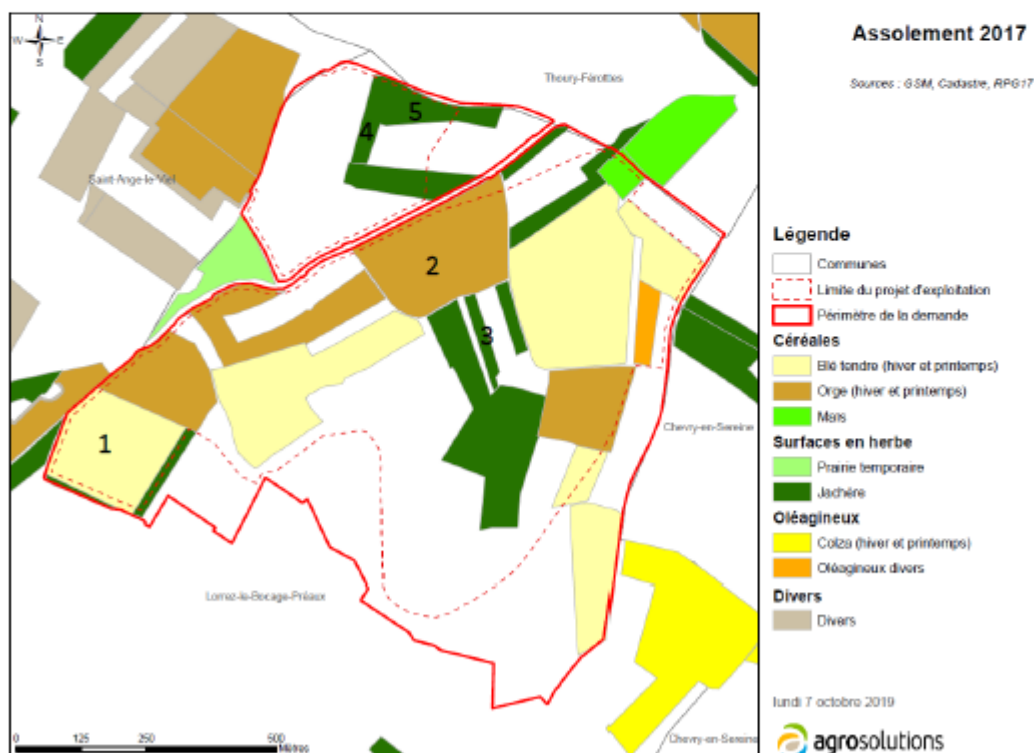 Assolement 2017
Sources : GSM, Cadastre, RPG17
N
W
E
S
Thoury-Férottes
5
4
Saint-Ange-le-Viel
2
3
1
Chevry-en-Sereine
Lorrez-le-Bocage-Préaux
Chevry-en-Sereine
0 125 250 500
Mètres
Légende
Communes
Limite du projet d'exploitation
Périmètre de la demande
Céréales
Blé tendre (hiver et printemps)
Orge (hiver et printemps)
Maïs
Surfaces en herbe
Prairie temporaire
Jachère
Oléagineux
Colza (hiver et printemps)
Oléagineux divers
Divers
Divers
lundi 7 octobre 2019
agrosolutions